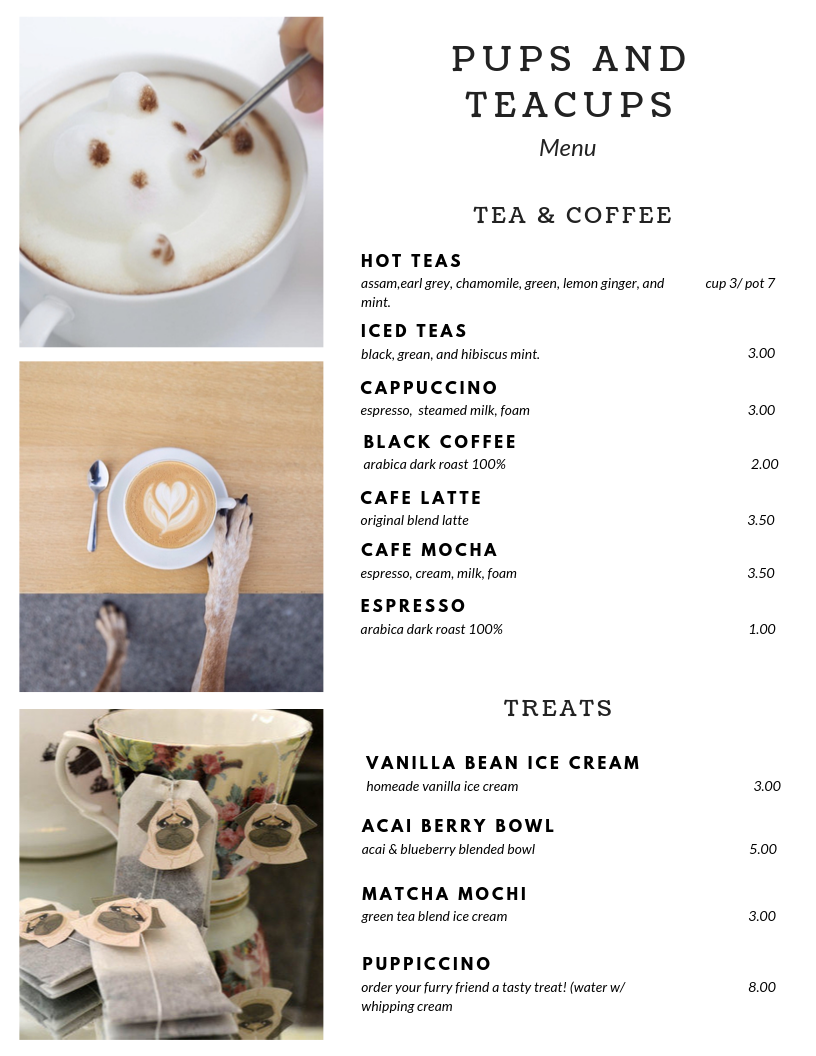 PUPS AND
TEACUPS
Menu
TEA & COFFEE
HOT TEAS
assam,earl grey, chamomile, green, lemon ginger, and cup 3/ pot 7
mint.
ICED TEAS
black, grean, and hibiscus mint. 3.00
CAPPUCCINO
espresso, steamed milk, foam 3.00
BLACK COFFEE
arabica dark roast 100% 2.00
CAFE LATTE
original blend latte 3.50
CAFE MOCHA
espresso, cream, milk, foam 3.50
ESPRESSO
arabica dark roast 100% 1.00
TREATS
VANILLA BEAN ICE CREAM
homeade vanilla ice cream 3.00
ACAI BERRY BOWL
acai & blueberry blended bowl 5.00
MATCHA MOCHI
green tea blend ice cream 3.00
PUPPICCINO
order your furry friend a tasty treat! (water w/ 8.00
whipping cream